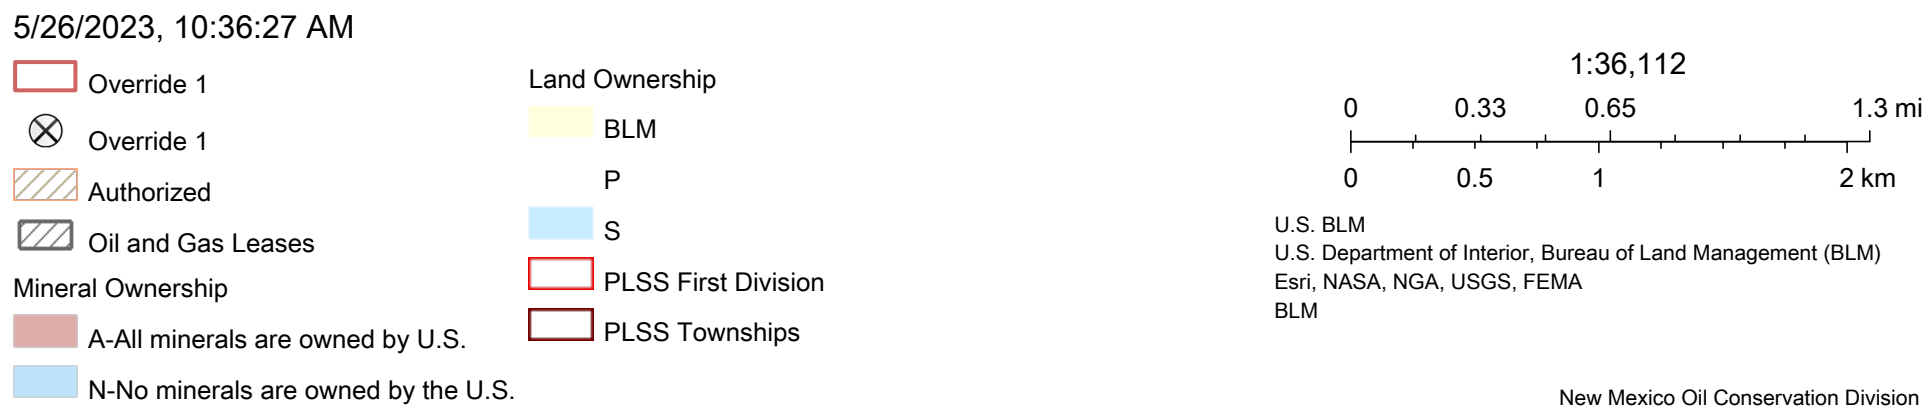 5/26/2023, 10:36:27 AM
Override 1
Override 1
Authorized
Oil and Gas Leases
Mineral Ownership
A-All minerals are owned by U.S.
N-No minerals are owned by the U.S.
Land Ownership
BLM
P
S
PLSS First Division
PLSS Townships
1:36,112
0 0.33 0.65 1.3 mi
0 0.5 1 2 km
U.S. BLM
U.S. Department of Interior, Bureau of Land Management (BLM)
Esri, NASA, NGA, USGS, FEMA
BLM
New Mexico Oil Conservation Division